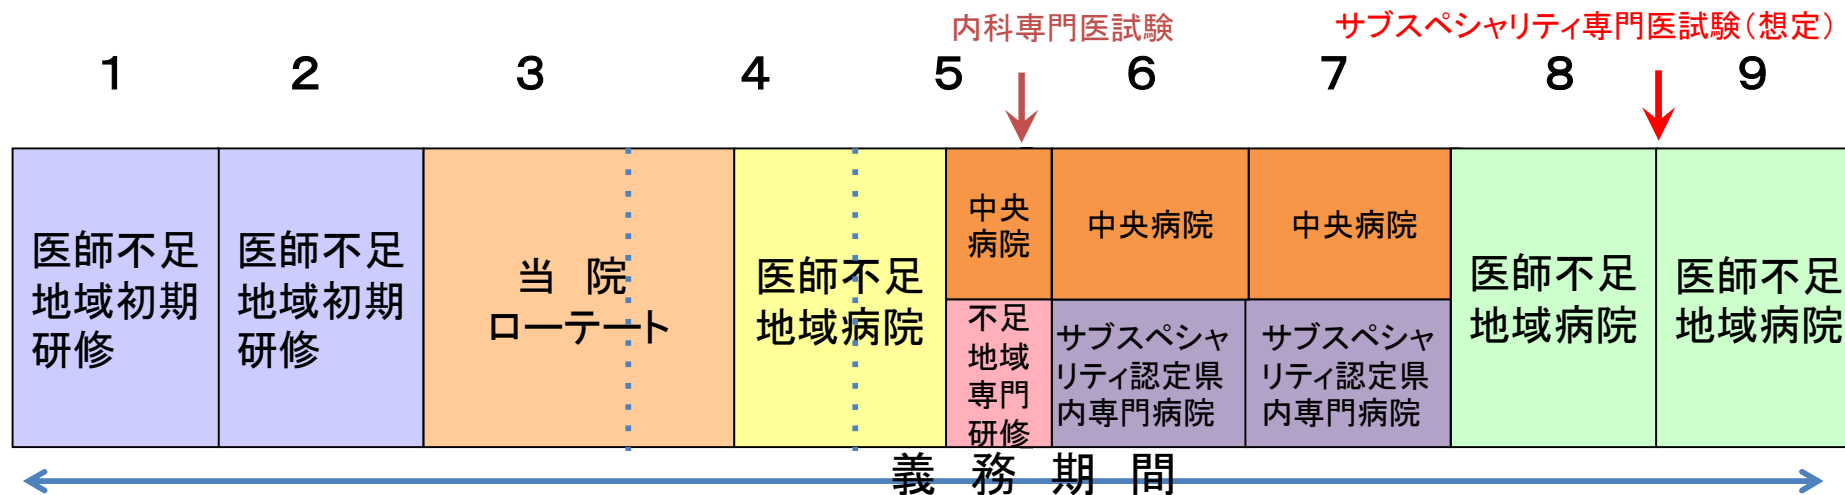 内科専門医試験
サブスペシャリティ専門医試験(想定)
1 2 3 4 5 6 7 8 9
医師不足
地域初期
研修
医師不足
地域初期
研修
当 院
ローテート
医師不足
地域病院
中央
病院
不足
地域
専門
研修
中央病院
サブスペシャ
リティ認定県
内専門病院
中央病院
サブスペシャ
リティ認定県
内専門病院
医師不足
地域病院
医師不足
地域病院
義 務 期 間